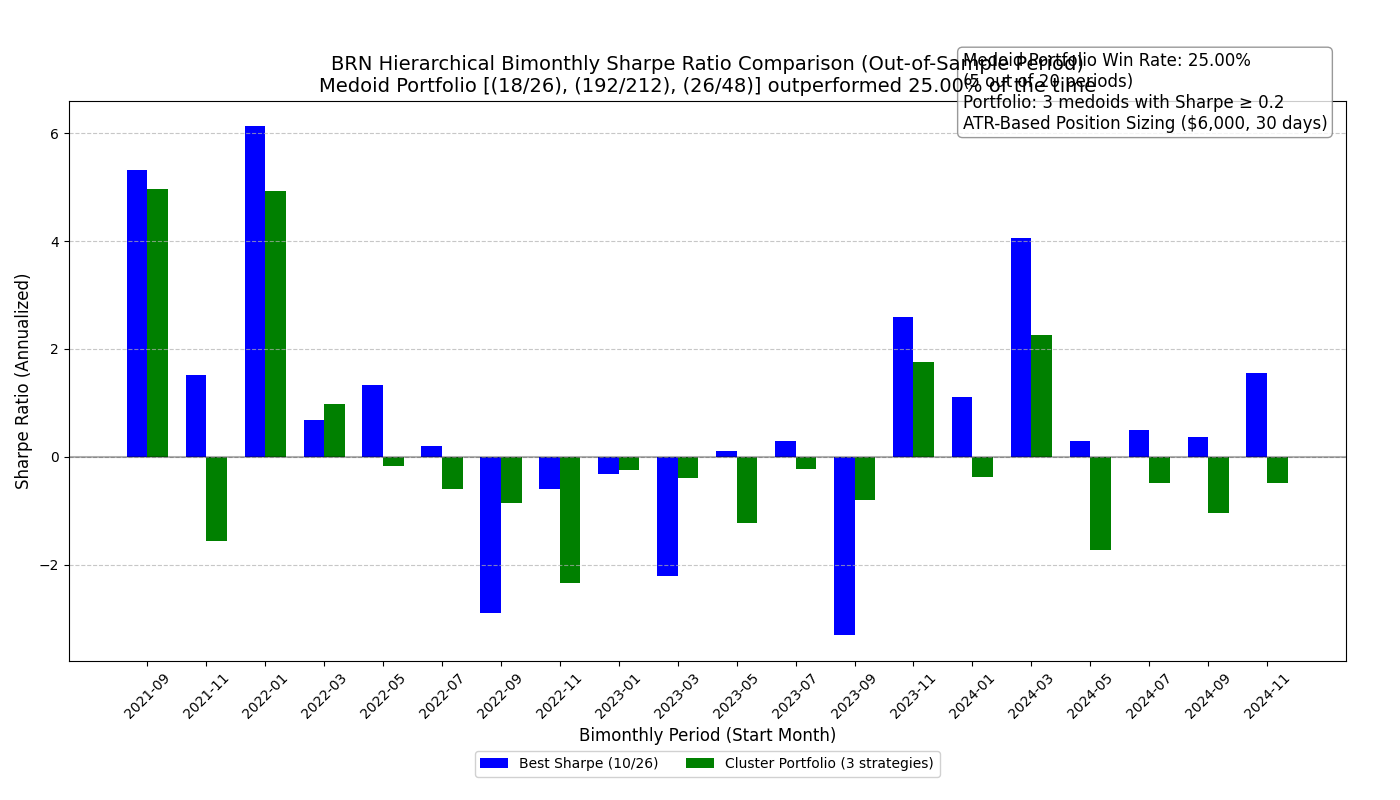 BRN Hierarchical Bimonthly Sharpe Ratio Comparison (Out-of-Sample Period)
Medoid Portfolio [(18/26), (192/212), (26/48)] outperformed 25.00% of the time
Medoid Portfolio Win Rate: 25.00%
(5 out of 20 periods)
Portfolio: 3 medoids with Sharpe ≥ 0.2
ATR-Based Position Sizing ($6,000, 30 days)
Sharpe Ratio (Annualized)
6
4
2
0
−2
2021-09
2021-11
2022-01
2022-03
2022-05
2022-07
2022-09
2022-11
2023-01
2023-03
2023-05
2023-07
2023-09
2023-11
2024-01
2024-03
2024-05
2024-07
2024-09
2024-11
Bimonthly Period (Start Month)
Best Sharpe (10/26)
Cluster Portfolio (3 strategies)